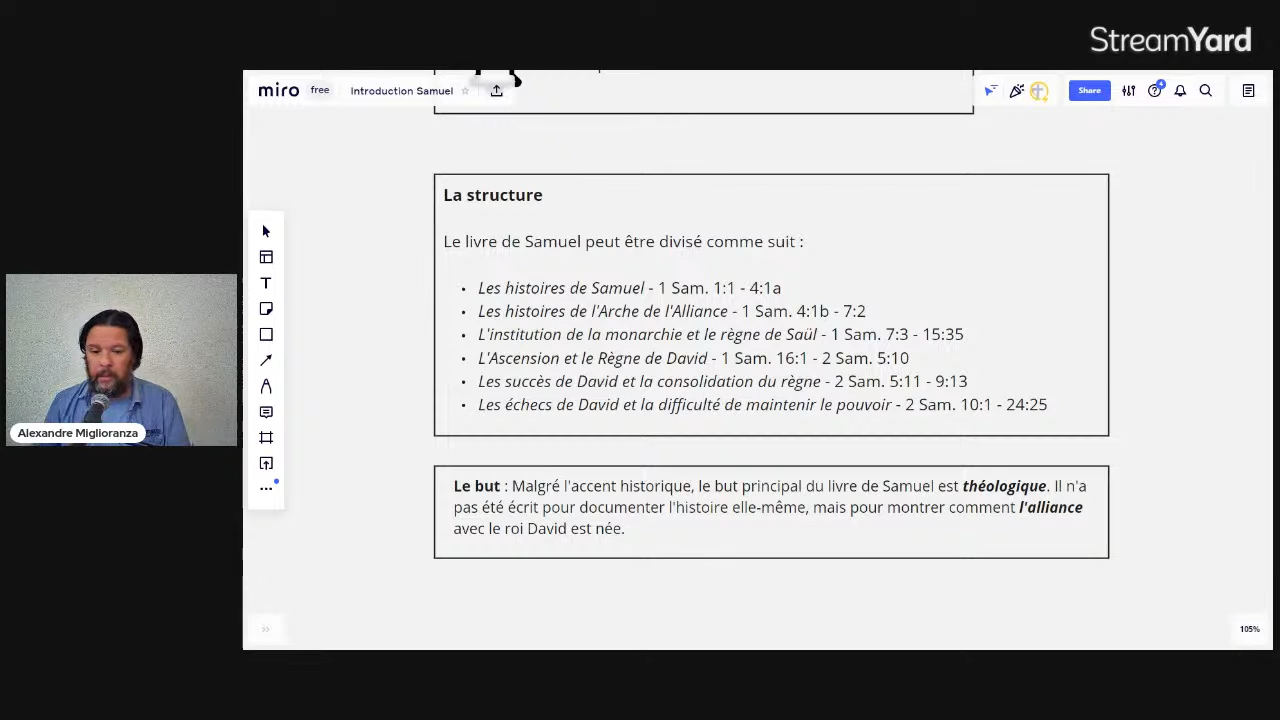 StreamYard
miro free Introduction Samuel Share
La structure
Le livre de Samuel peut être divisé comme suit :
• Les histoires de Samuel - 1 Sam. 1:1 - 4:1a
• Les histoires de l'Arche de l'Alliance - 1 Sam. 4:1b - 7:2
• L'institution de la monarchie et le règne de Saül - 1 Sam. 7:3 - 15:35
• L'Ascension et le Règne de David - 1 Sam. 16:1 - 2 Sam. 5:10
• Les succès de David et la consolidation du règne - 2 Sam. 5:11 - 9:13
• Les échecs de David et la difficulté de maintenir le pouvoir - 2 Sam. 10:1 - 24:25
Alexandre Miglioranza
Le but : Malgré l'accent historique, le but principal du livre de Samuel est théologique. Il n'a
pas été écrit pour documenter l'histoire elle-même, mais pour montrer comment l'alliance
avec le roi David est née.
105%